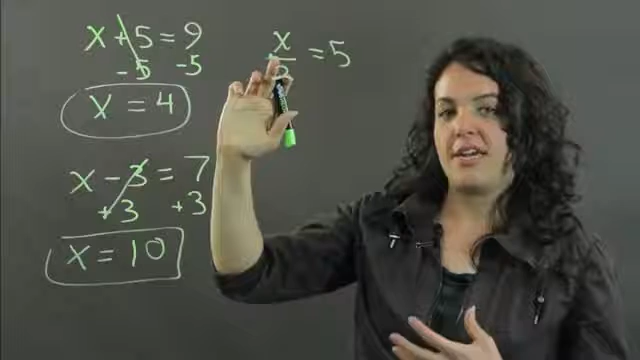 x + 5 = 9
- 5 -5
x = 4
x - 3 = 7
+ 3 + 3
x = 10
x
= 5